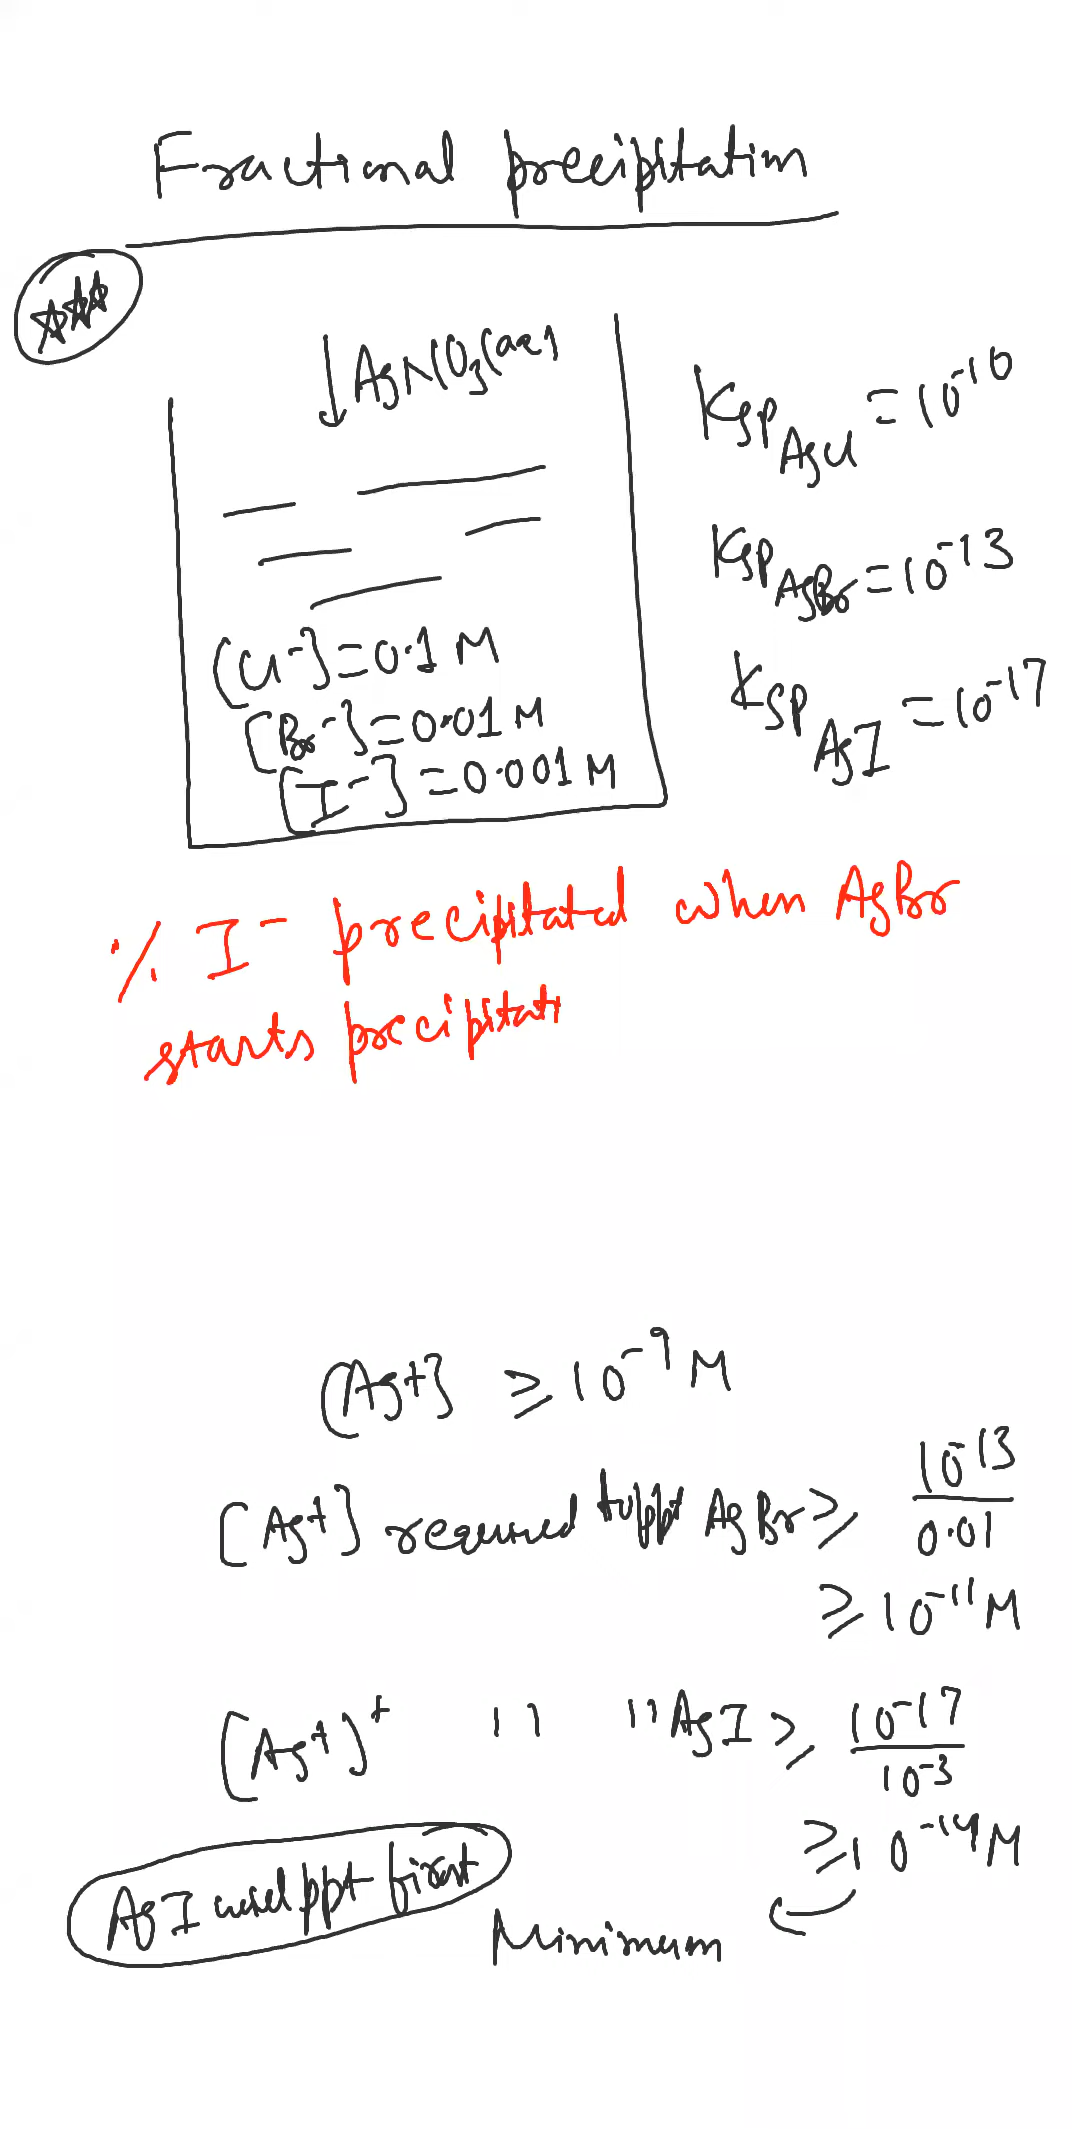 Fractional precipitation
☆☆☆
↓ AgNO3(aq)
Ksp AgCl = 10^-10
Ksp AgBr = 10^-13
[Cl-] = 0.1 M
[Br-] = 0.01 M
Ksp AgI = 10^-17
[I-] = 0.001 M
% I- precipitated when AgBr
starts precipitati
[Ag+] ≥ 10^-9 M
[Ag+] required to ppt AgBr ≥ 10^-13 / 0.01
≥ 10^-11 M
[Ag+]+ " " AgI ≥ 10^-17 / 10^-3
≥ 10^-14 M
AgI will ppt first
Minimum